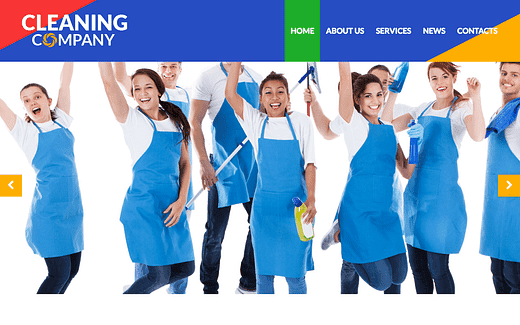 CLEANING
COMPANY
HOME ABOUT US SERVICES NEWS CONTACTS